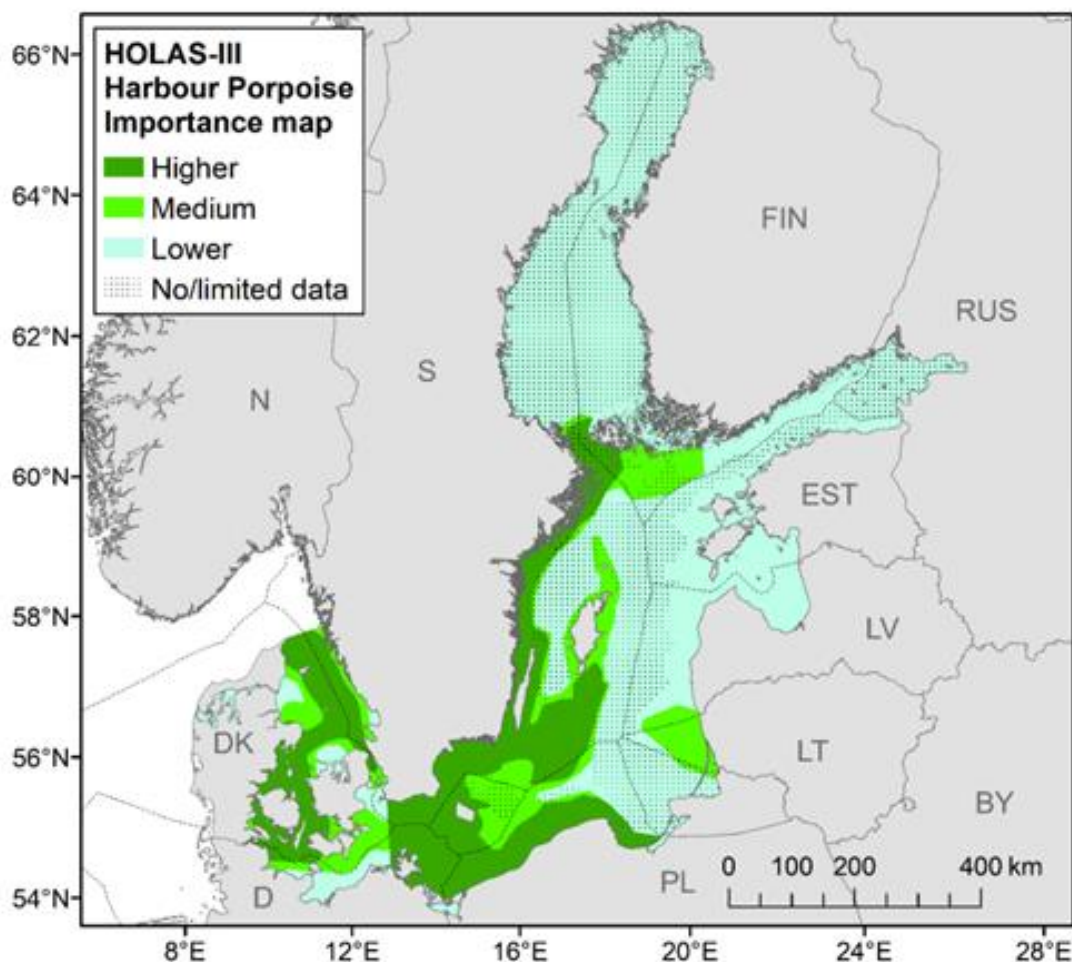 HOLAS-III
Harbour Porpoise
Importance map
Higher
Medium
Lower
No/limited data
66°N
64°N
62°N
60°N
58°N
56°N
54°N
FIN
RUS
S
N
EST
LV
DK
LT
BY
PL
D
0 100 200 400 km
8°E 12°E 16°E 20°E 24°E 28°E